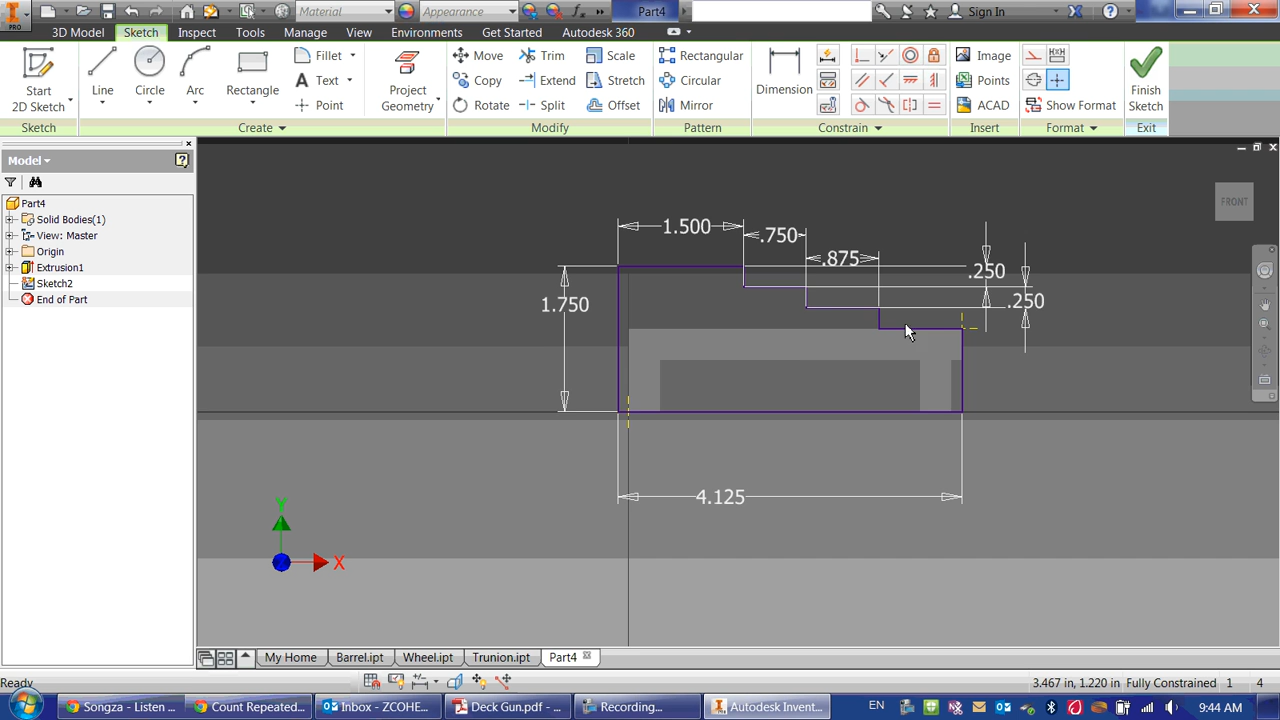 Material Appearance Part4 Sign In
PRO 3D Model Sketch Inspect Tools Manage View Environments Get Started Autodesk 360
Start 2D Sketch
Line
Circle
Arc
Rectangle
Fillet
Text
Point
Project Geometry
Move
Copy
Rotate
Trim
Extend
Split
Scale
Stretch
Offset
Rectangular
Circular
Mirror
Dimension
Image
Points
ACAD
Show Format
Finish Sketch
Sketch Create Modify Pattern Constrain Insert Format Exit
Model
Part4
Solid Bodies(1)
View: Master
Origin
Extrusion1
Sketch2
End of Part
FRONT
1.500
.750
.875
.250
.250
1.750
4.125
Y
X
My Home Barrel.ipt Wheel.ipt Trunion.ipt Part4
Ready 3.467 in, 1.220 in Fully Constrained 1 4
Songza - Listen ... Count Repeated... Inbox - ZCOHE... Deck Gun.pdf - ... Recording... Autodesk Invent... EN 9:44 AM